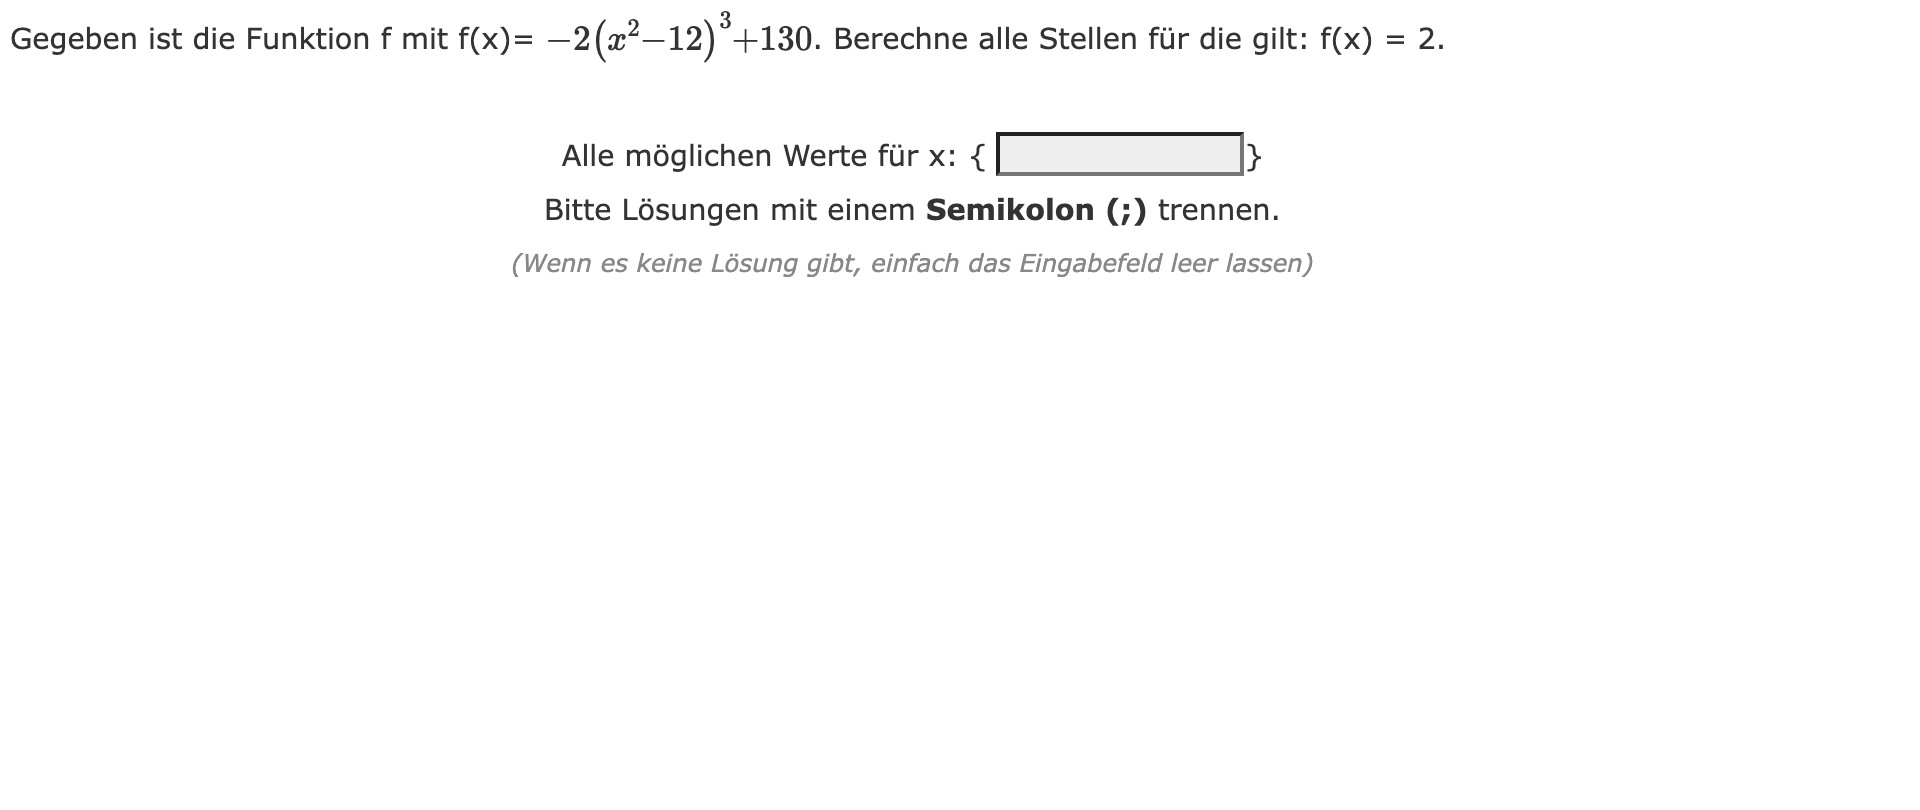 Gegeben ist die Funktion f mit f(x)= −2(x²−12)³+130. Berechne alle Stellen für die gilt: f(x) = 2.
Alle möglichen Werte für x: { }
Bitte Lösungen mit einem Semikolon (;) trennen.
(Wenn es keine Lösung gibt, einfach das Eingabefeld leer lassen)